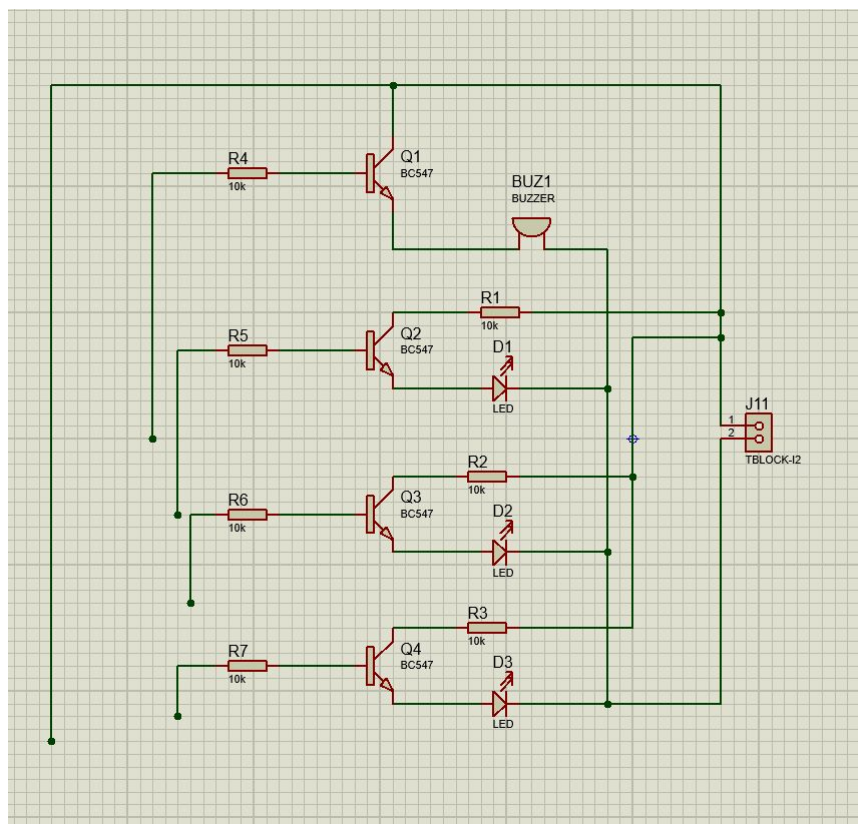 R4
10k
Q1
BC547
BUZ1
BUZZER
R1
10k
R5
10k
Q2
BC547
D1
LED
J11
1
2
TBLOCK-I2
R2
10k
R6
10k
Q3
BC547
D2
LED
R3
10k
R7
10k
Q4
BC547
D3
LED